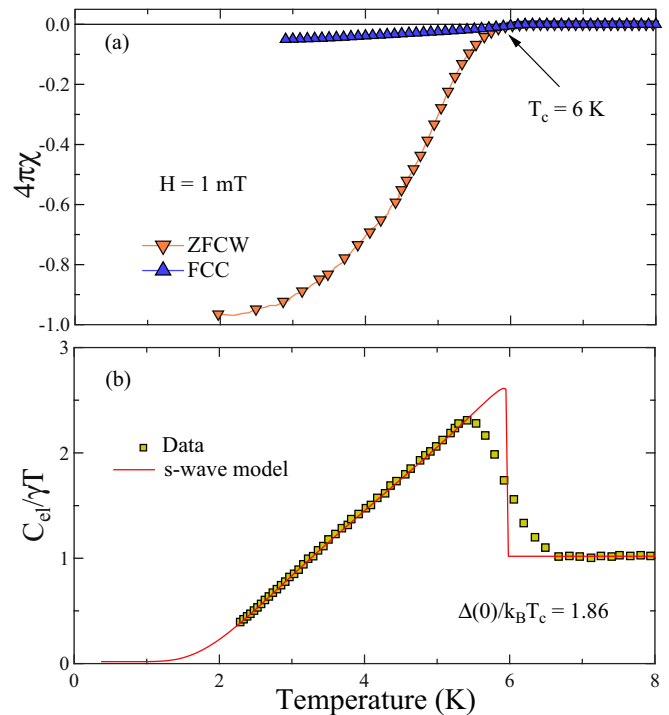 0.0
(a)
T_c = 6 K
-0.2
-0.4
4πχ
H = 1 mT
-0.6
ZFCW
FCC
-0.8
-1.0
3
(b)
2
Data
s-wave model
C_el/γT
1
Δ(0)/k_BT_c = 1.86
0
0 2 4 6 8
Temperature (K)